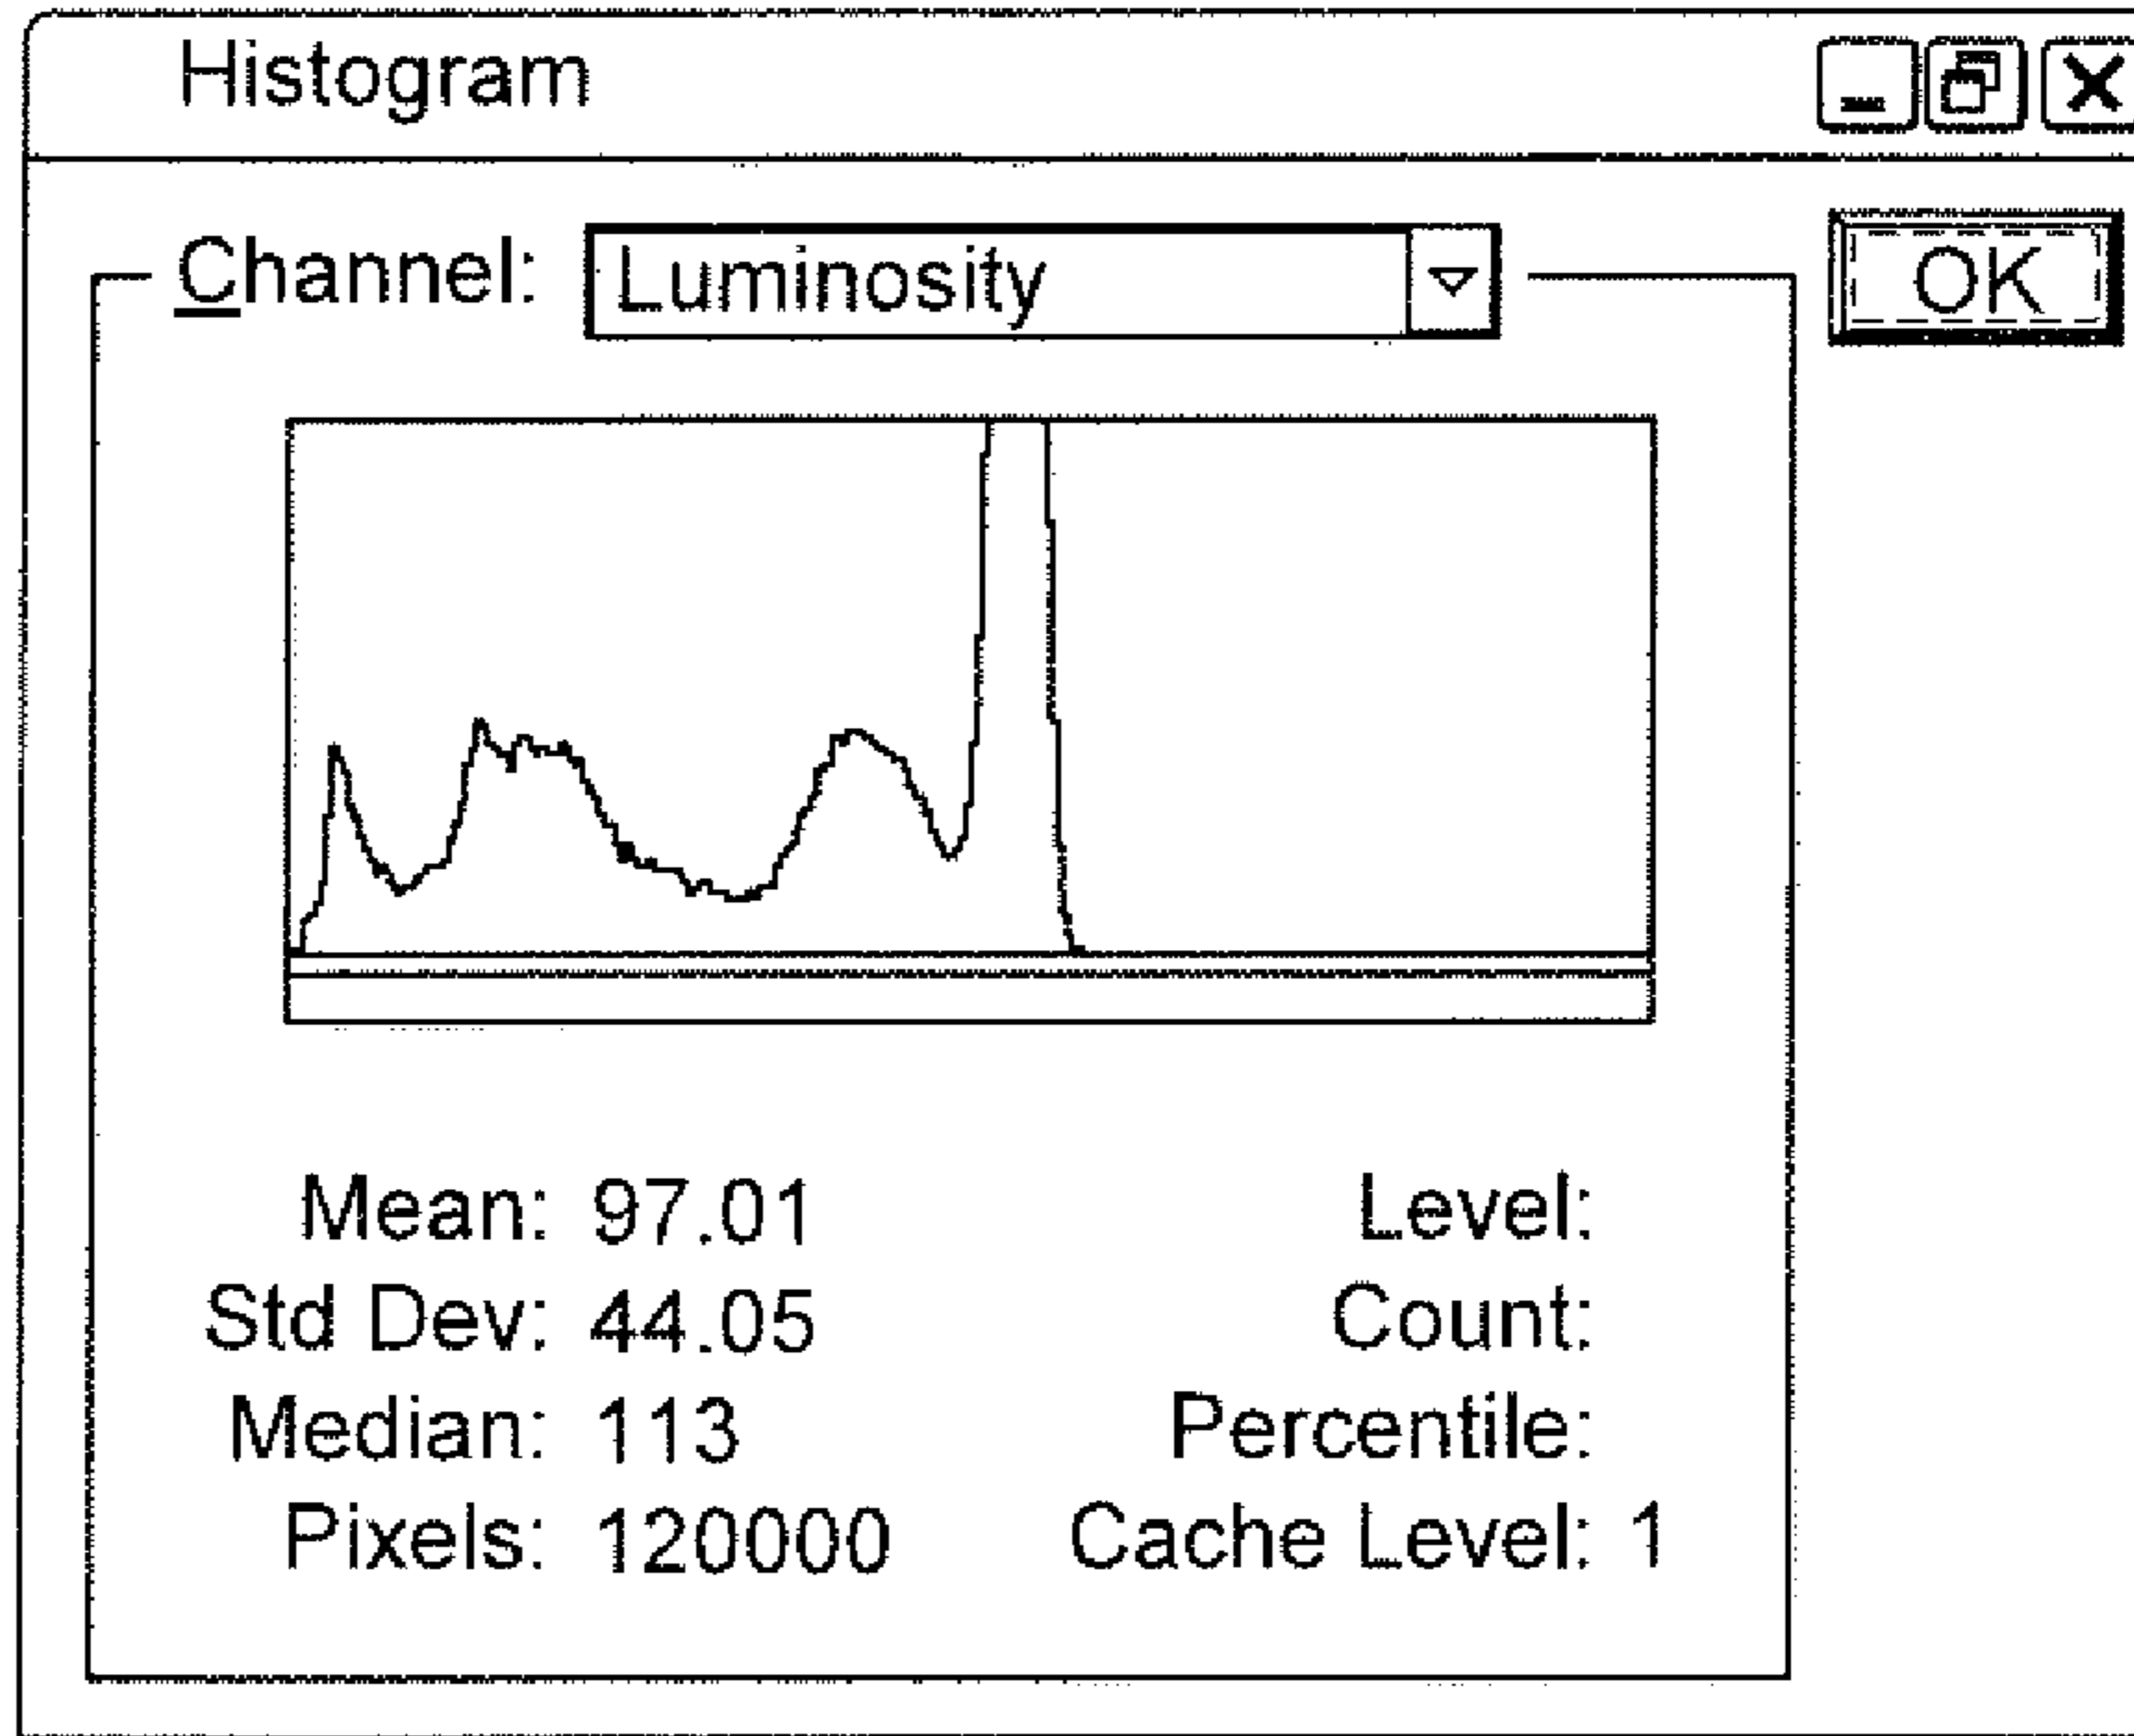 Histogram
Channel: Luminosity
OK
Mean: 97.01
Level:
Std Dev: 44.05
Count:
Median: 113
Percentile:
Pixels: 120000
Cache Level: 1